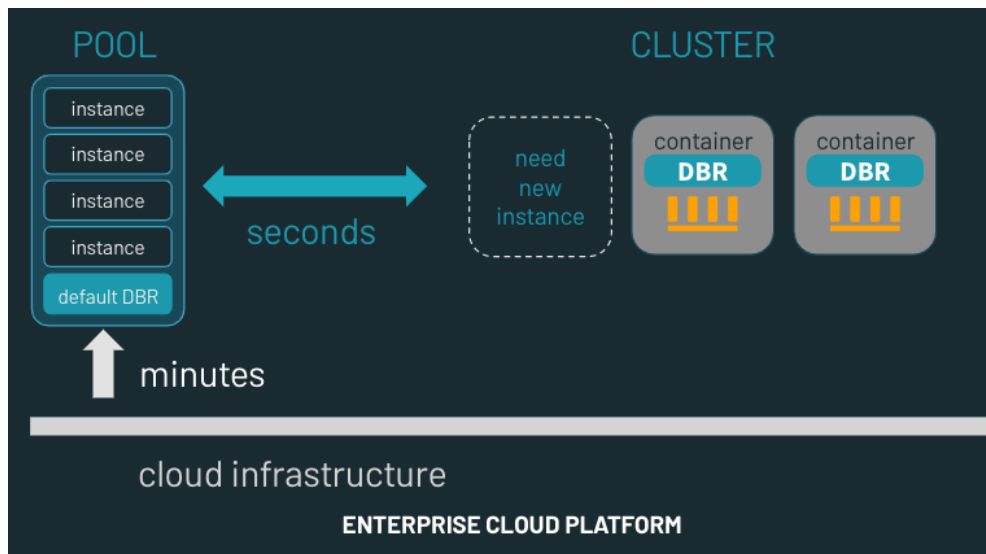 POOL
instance
instance
instance
instance
default DBR
seconds
CLUSTER
need
new
instance
container
DBR
container
DBR
minutes
cloud infrastructure
ENTERPRISE CLOUD PLATFORM